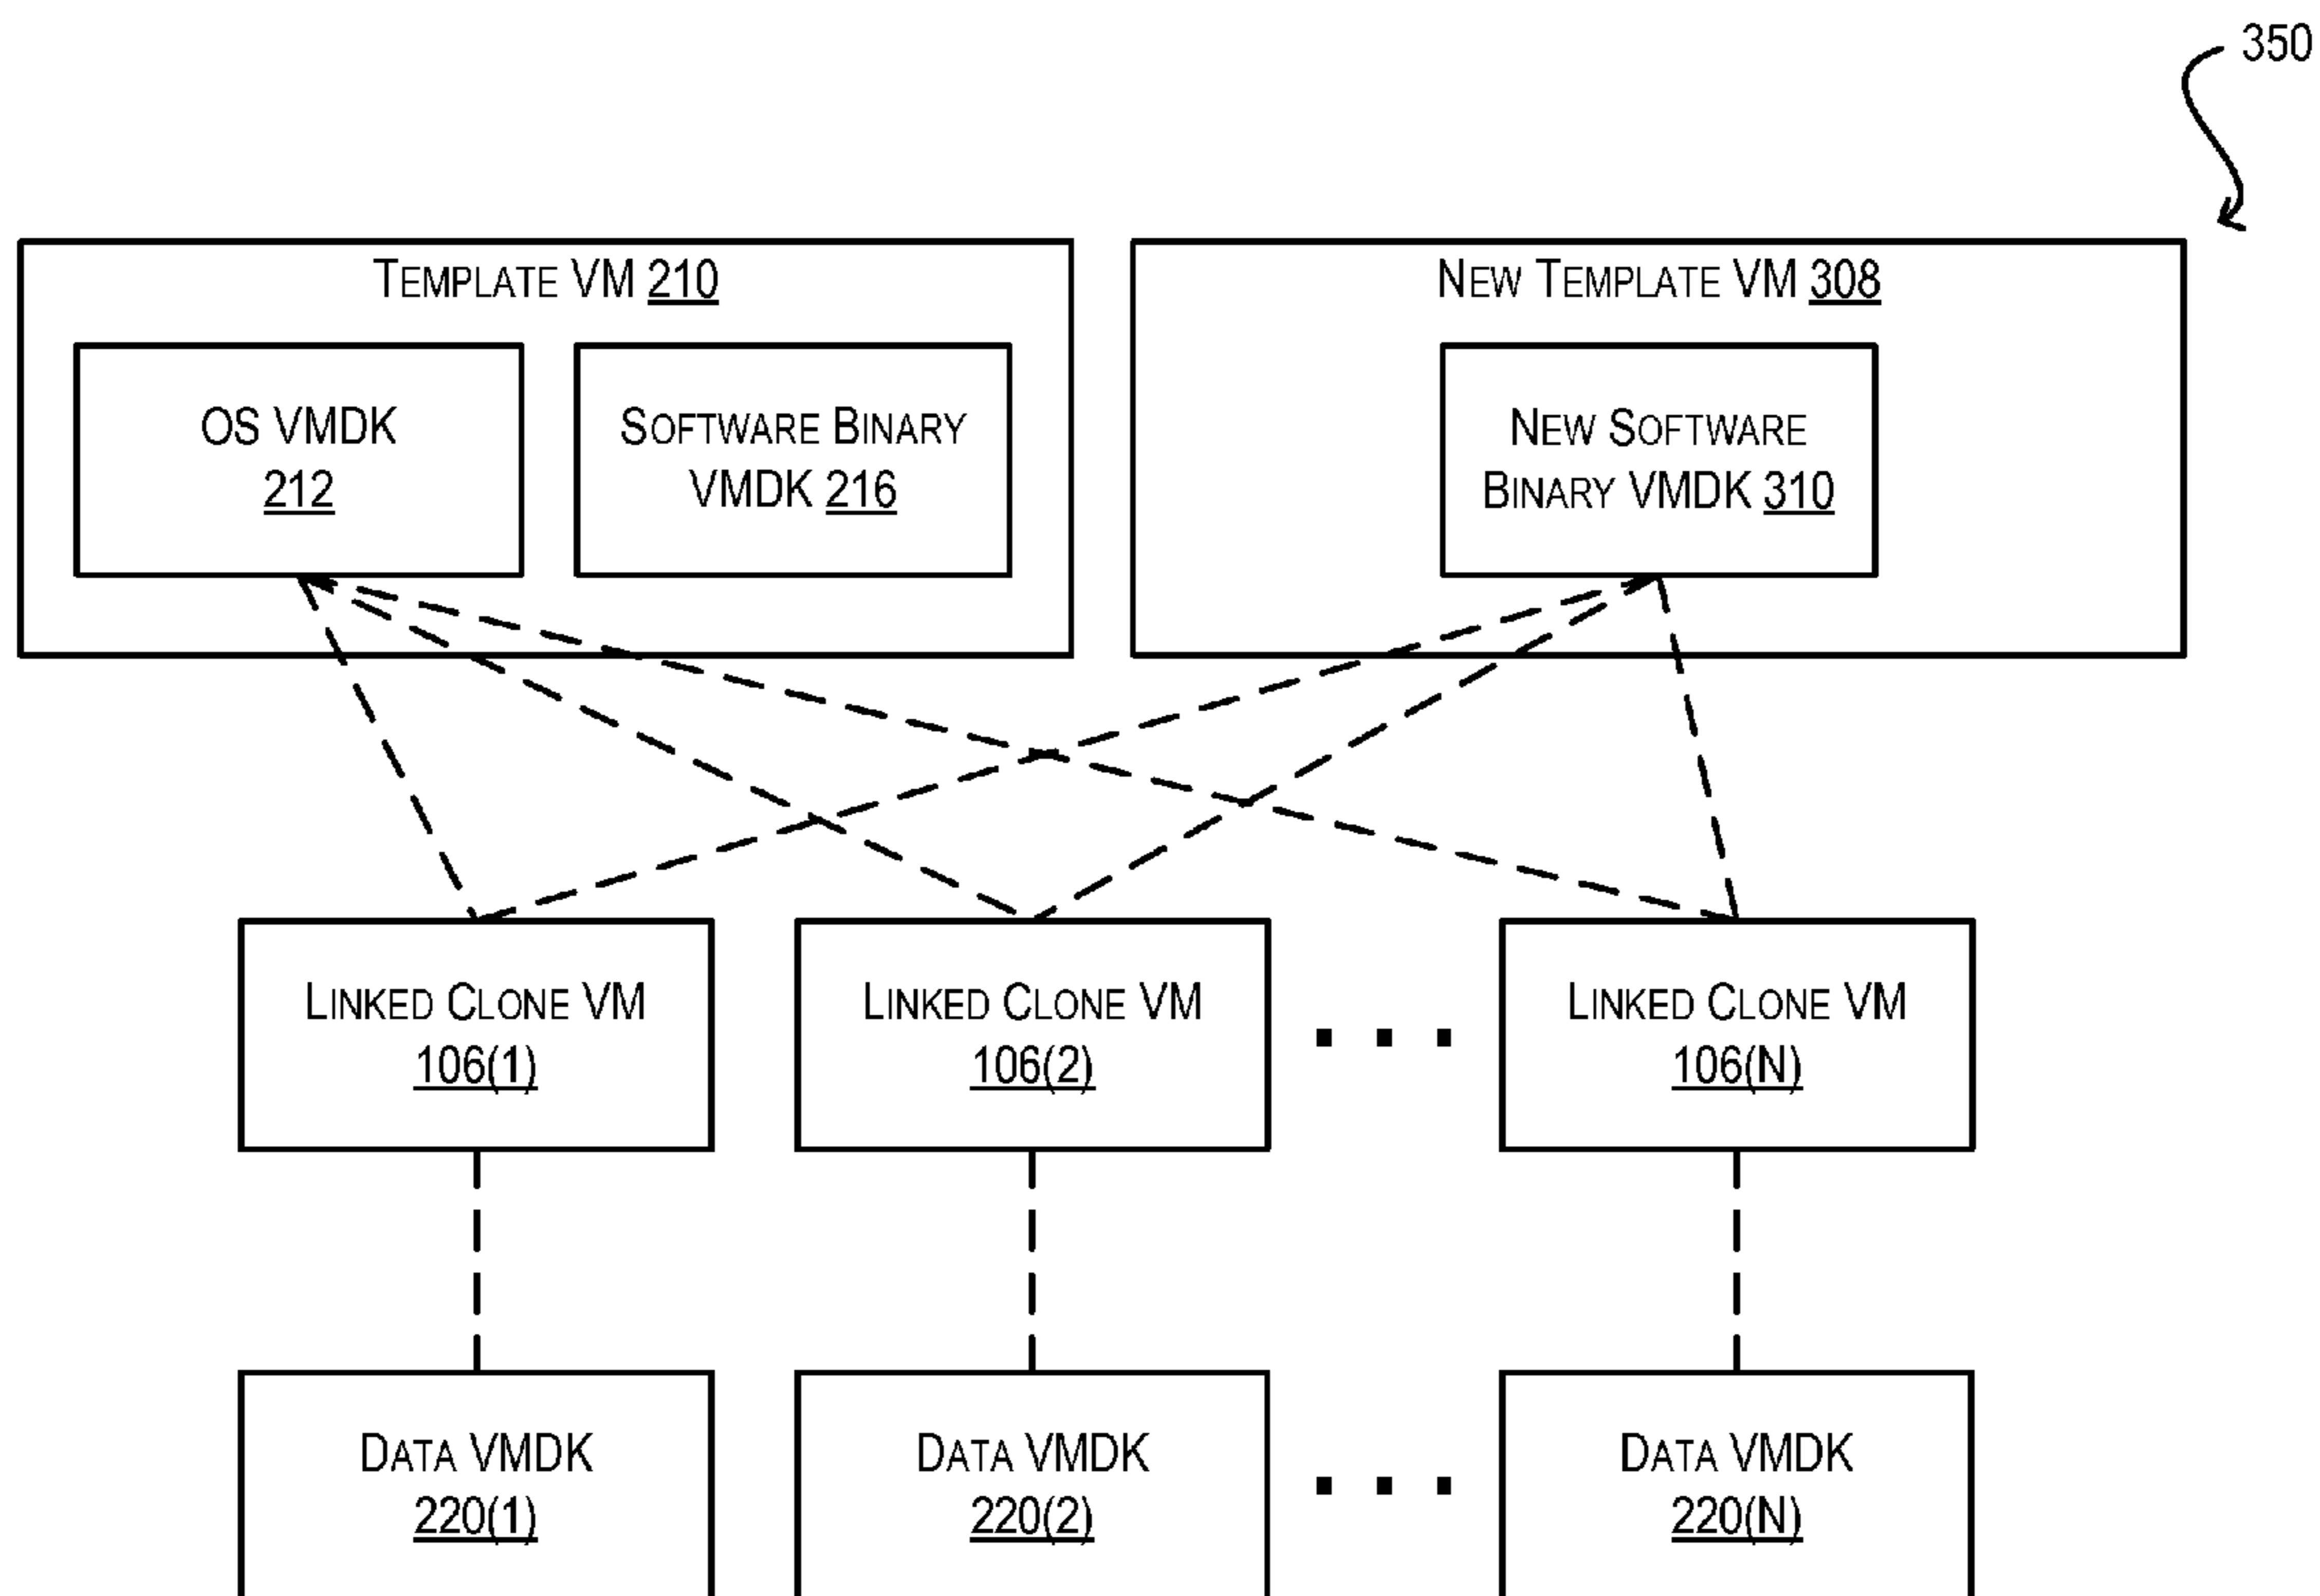 350
Template VM 210
New Template VM 308
OS VMDK
212
Software Binary
VMDK 216
New Software
Binary VMDK 310
Linked Clone VM
106(1)
Linked Clone VM
106(2)
. . .
Linked Clone VM
106(N)
Data VMDK
220(1)
Data VMDK
220(2)
. . .
Data VMDK
220(N)